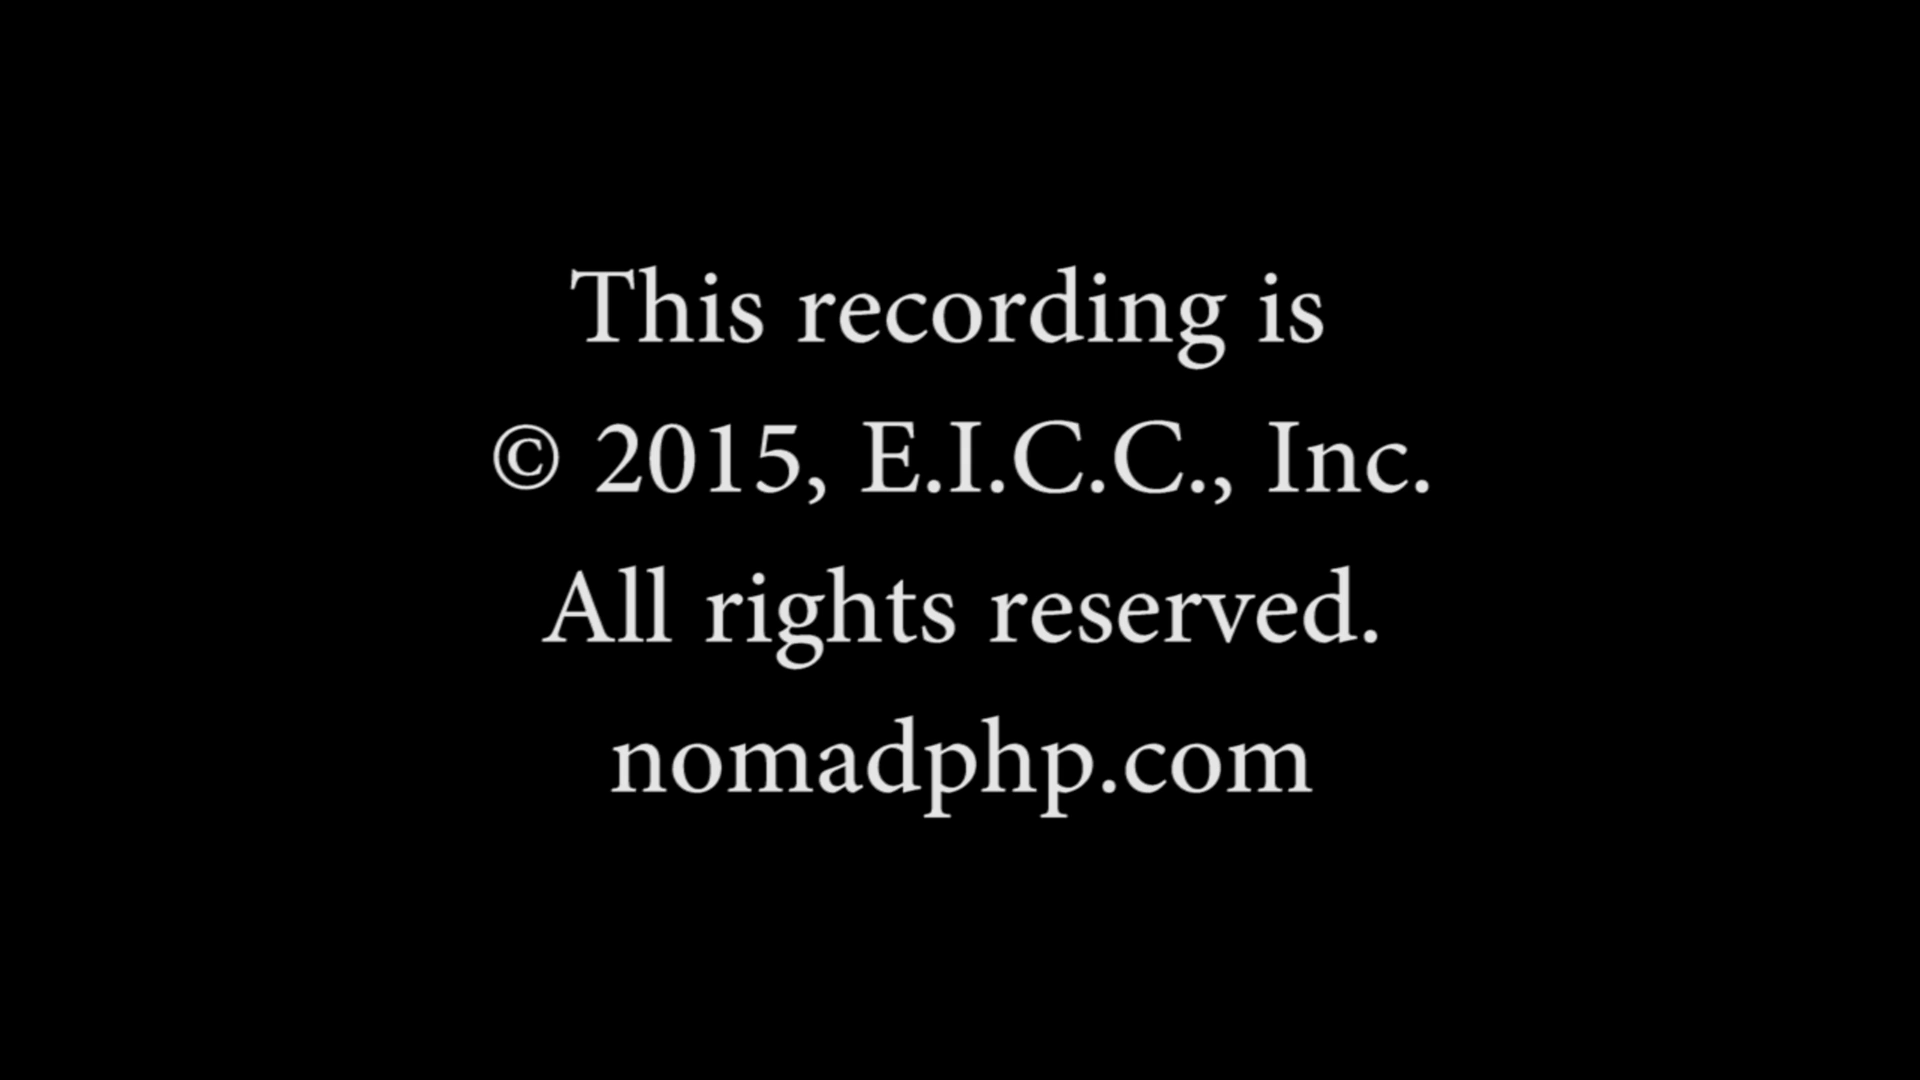 This recording is
© 2015, E.I.C.C., Inc.
All rights reserved.
nomadphp.com